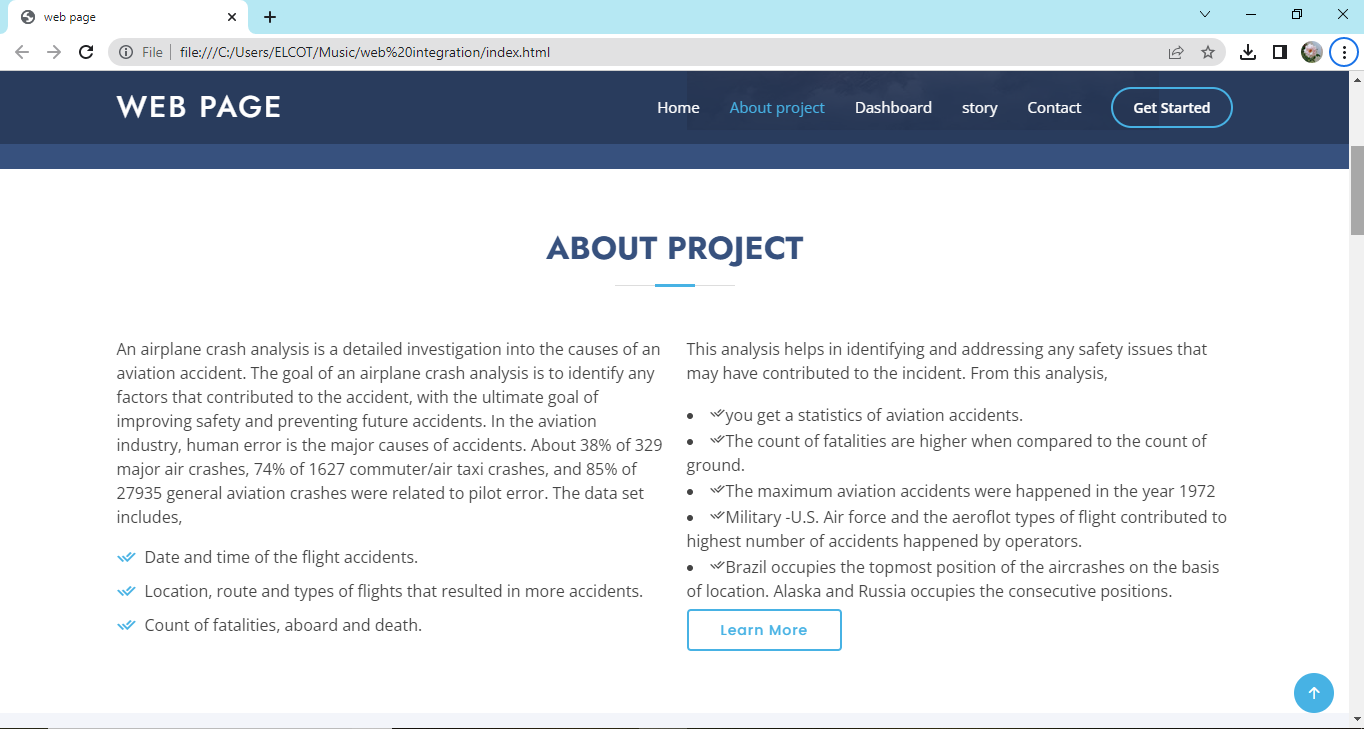 web page
File
file:///C:/Users/ELCOT/Music/web%20integration/index.html
WEB PAGE
Home About project Dashboard story Contact Get Started
ABOUT PROJECT
An airplane crash analysis is a detailed investigation into the causes of an
aviation accident. The goal of an airplane crash analysis is to identify any
factors that contributed to the accident, with the ultimate goal of
improving safety and preventing future accidents. In the aviation
industry, human error is the major causes of accidents. About 38% of 329
major air crashes, 74% of 1627 commuter/air taxi crashes, and 85% of
27935 general aviation crashes were related to pilot error. The data set
includes,
Date and time of the flight accidents.
Location, route and types of flights that resulted in more accidents.
Count of fatalities, aboard and death.
This analysis helps in identifying and addressing any safety issues that
may have contributed to the incident. From this analysis,
you get a statistics of aviation accidents.
The count of fatalities are higher when compared to the count of
ground.
The maximum aviation accidents were happened in the year 1972
Military -U.S. Air force and the aeroflot types of flight contributed to
highest number of accidents happened by operators.
Brazil occupies the topmost position of the aircrashes on the basis
of location. Alaska and Russia occupies the consecutive positions.
Learn More